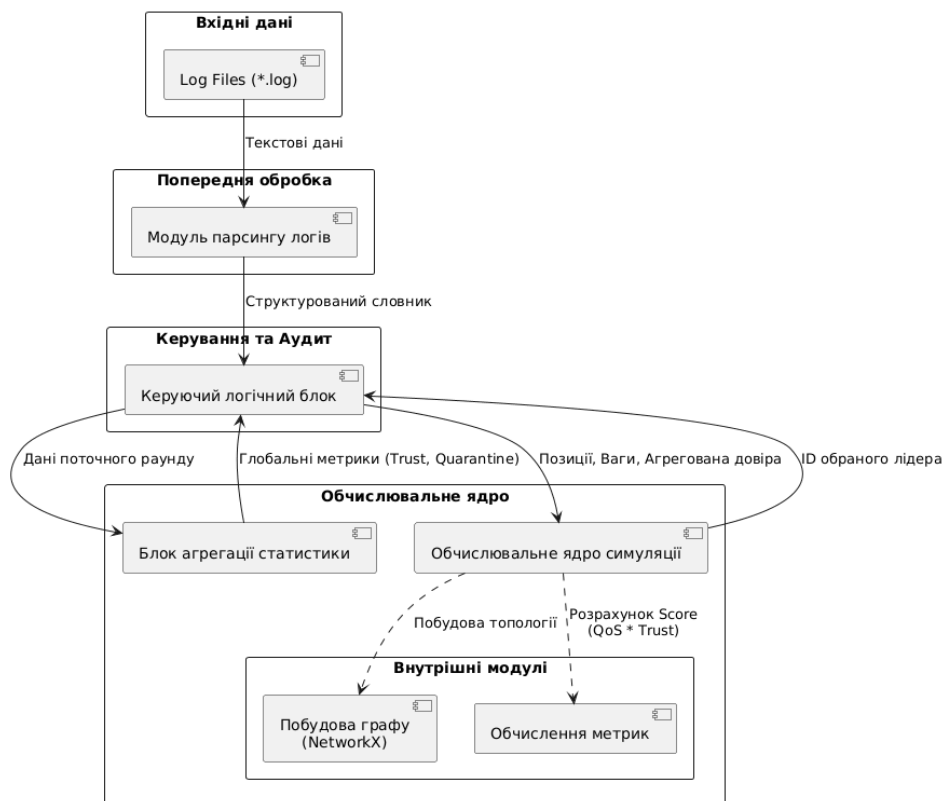 Вхідні дані
Log Files (*.log)
Текстові дані
Попередня обробка
Модуль парсингу логів
Структурований словник
Керування та Аудит
Керуючий логічний блок
Дані поточного раунду
Глобальні метрики (Trust, Quarantine)
Позиції, Ваги, Агрегована довіра
ID обраного лідера
Обчислювальне ядро
Блок агрегації статистики
Обчислювальне ядро симуляції
Побудова топології
Розрахунок Score
(QoS * Trust)
Внутрішні модулі
Побудова графу
(NetworkX)
Обчислення метрик